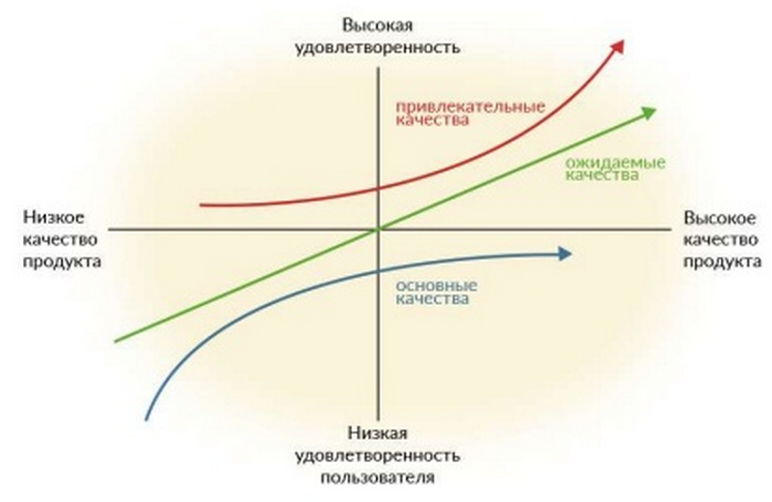 Высокая
удовлетворенность
привлекательные
качества
ожидаемые
качества
Низкое
качество
продукта
Высокое
качество
продукта
основные
качества
Низкая
удовлетворенность
пользователя